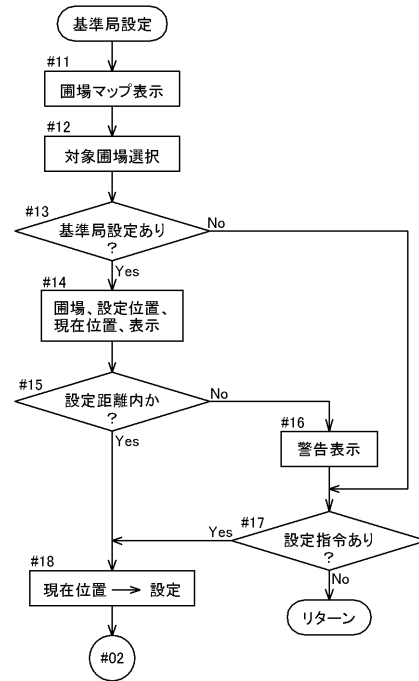 基準局設定
#11
圃場マップ表示
#12
対象圃場選択
#13
基準局設定あり
?
No
Yes
#14
圃場、設定位置、
現在位置、表示
#15
設定距離内か
?
No
Yes
#16
警告表示
#17
設定指令あり
?
Yes
No
#18
現在位置 → 設定
リターン
#02